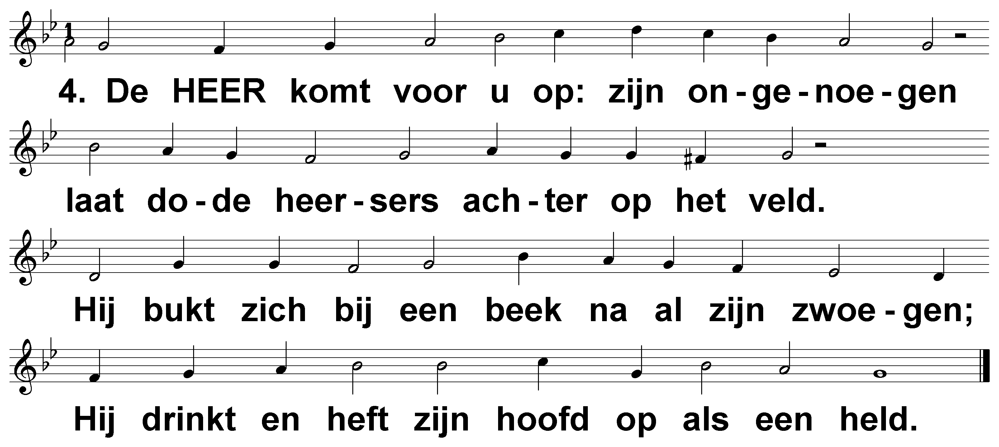 1
4. De HEER komt voor u op: zijn on-ge-noe-gen
laat do-de heer-sers ach-ter op het veld.
Hij bukt zich bij een beek na al zijn zwoe-gen;
Hij drinkt en heft zijn hoofd op als een held.